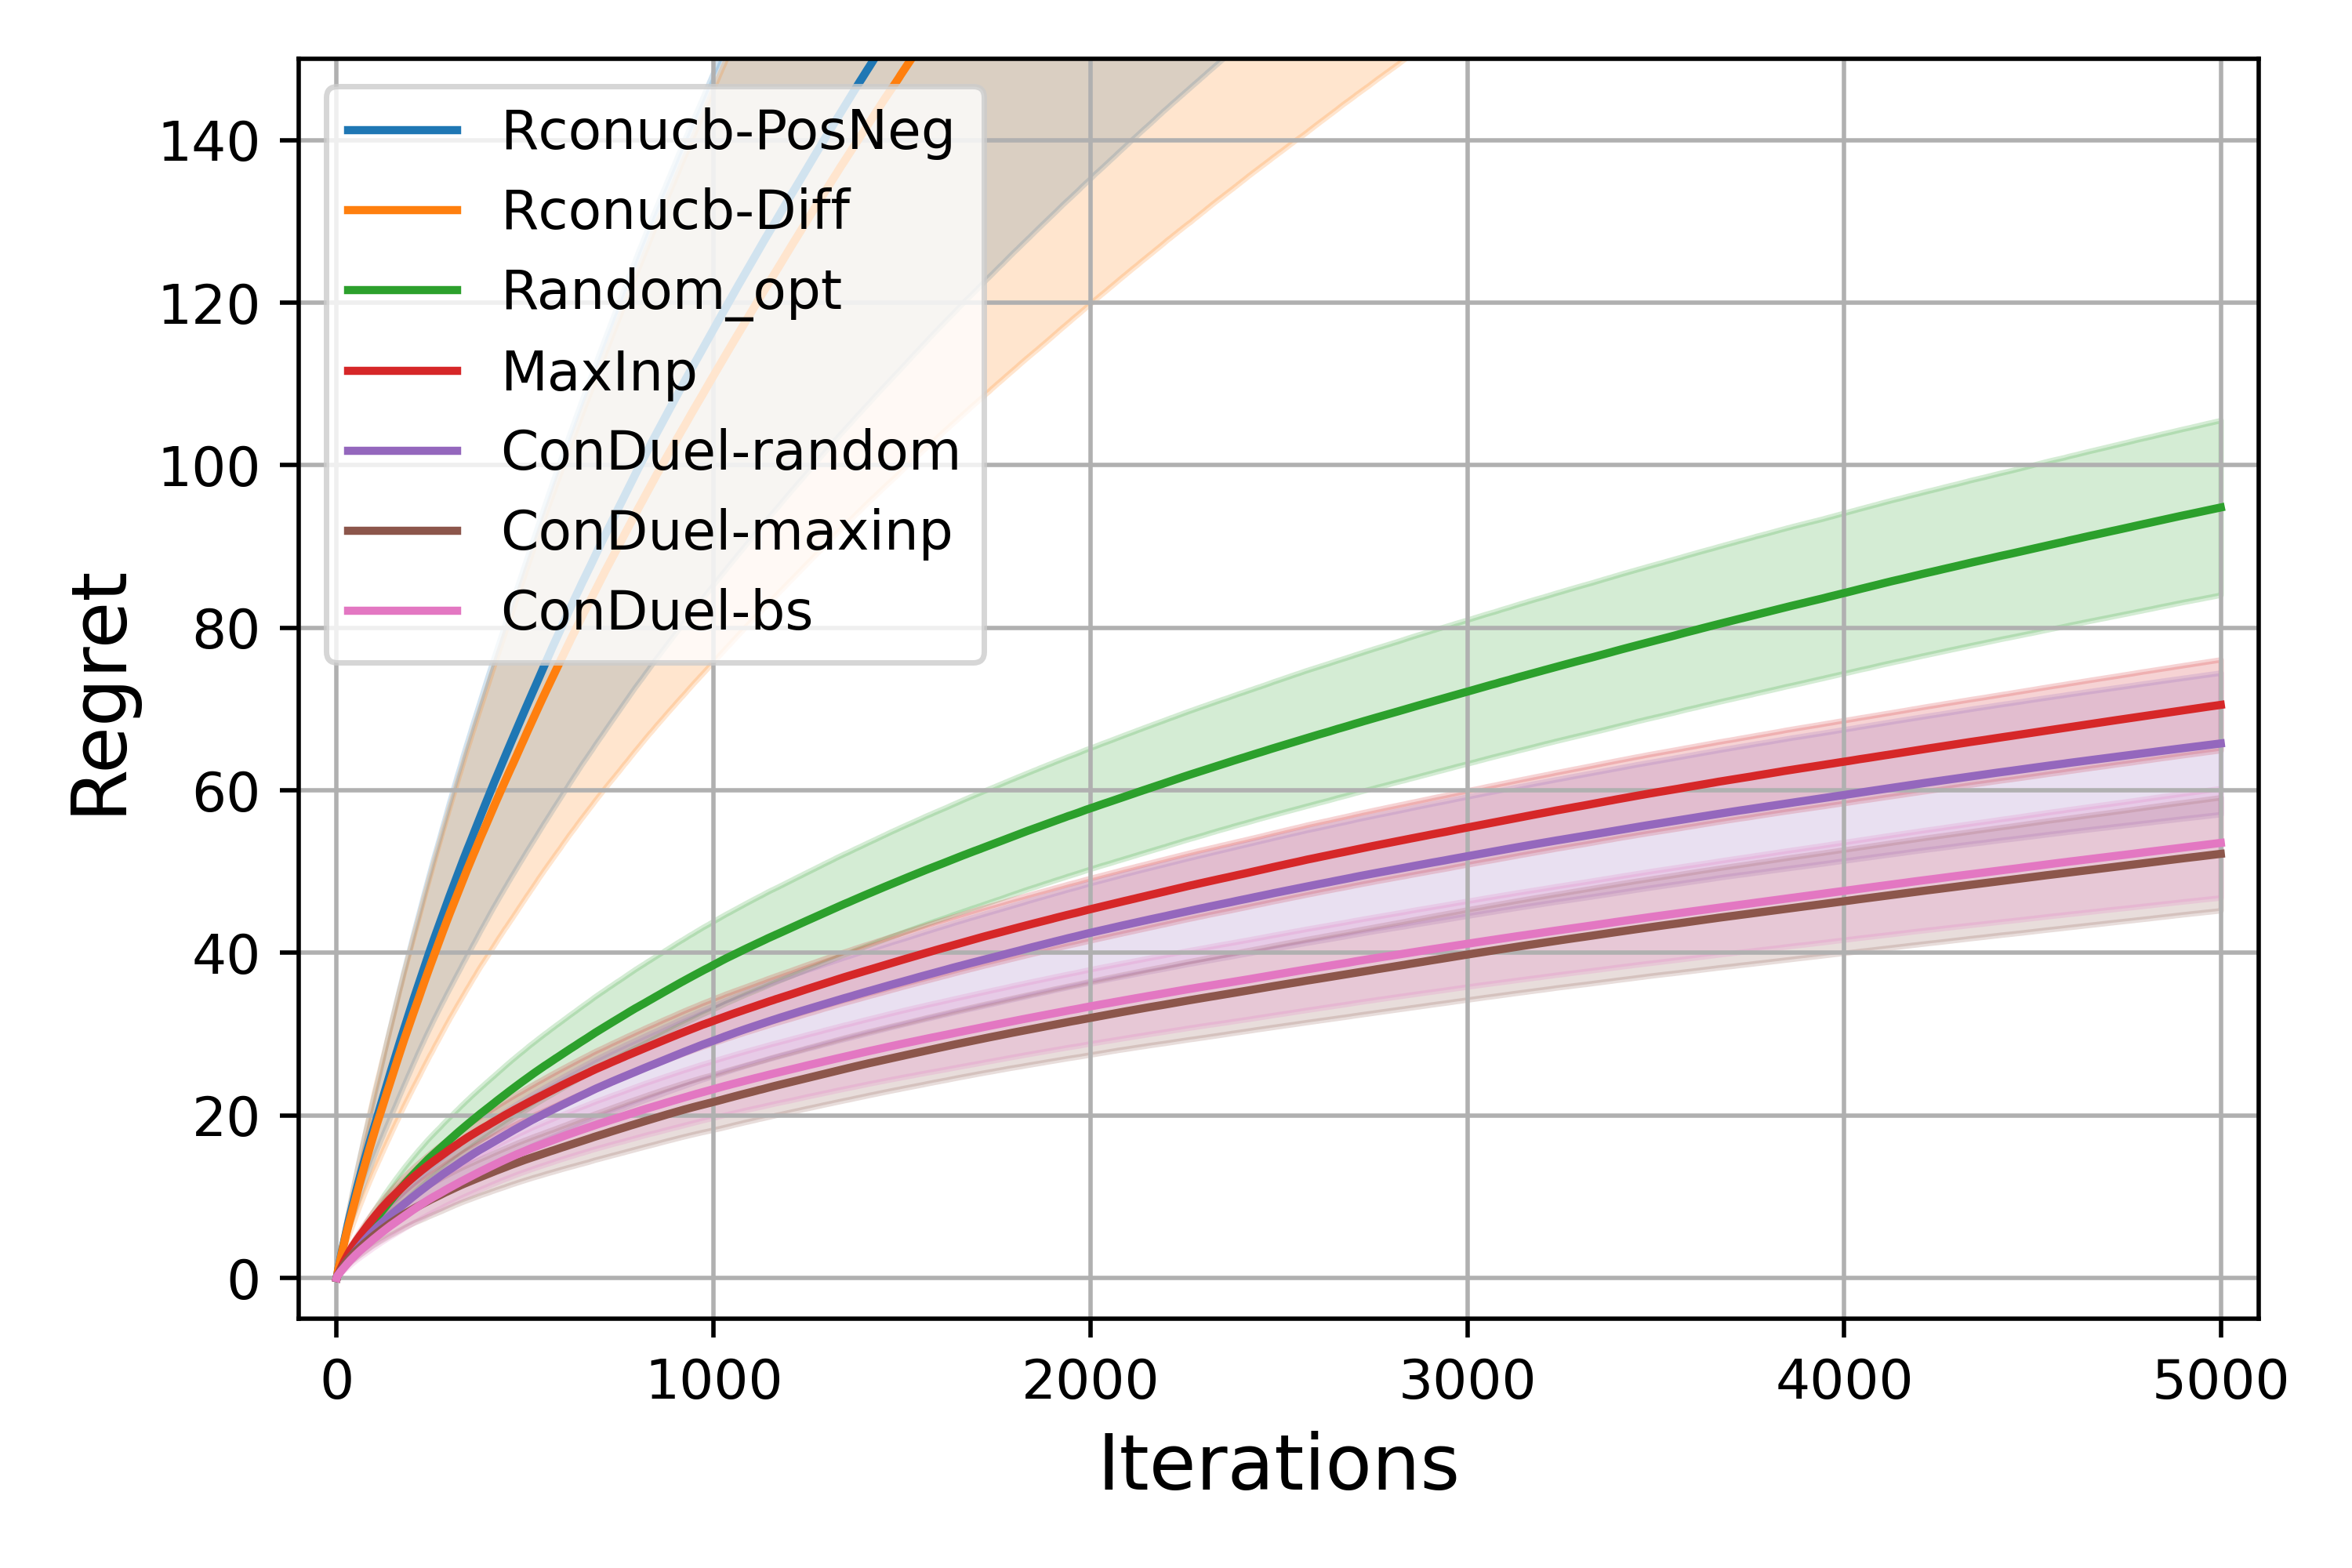 Rconucb-PosNeg
Rconucb-Diff
Random_opt
MaxInp
ConDuel-random
ConDuel-maxinp
ConDuel-bs
140
120
100
80
60
40
20
0
Regret
0 1000 2000 3000 4000 5000
Iterations